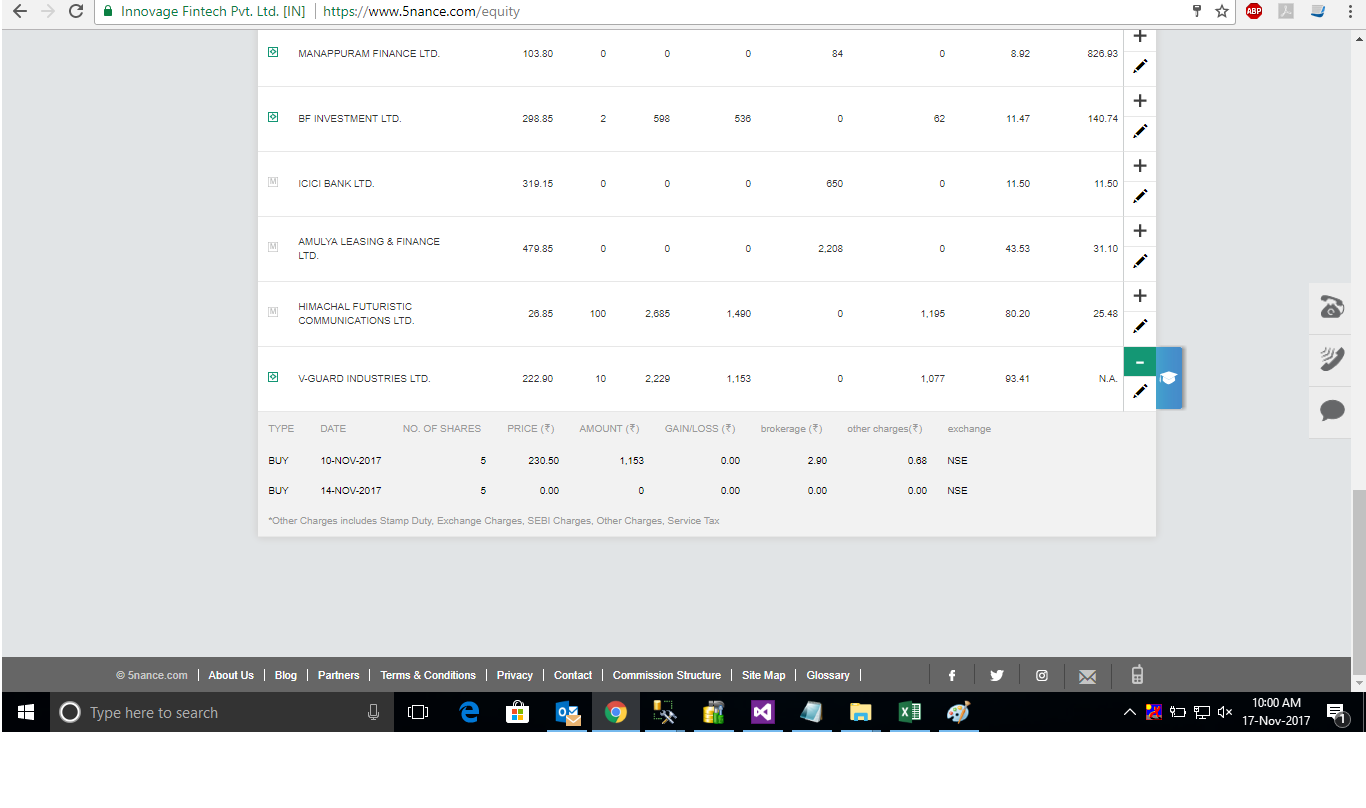 Innovage Fintech Pvt. Ltd. [IN] | https://www.5nance.com/equity ABP
MANAPPURAM FINANCE LTD. 103.80 0 0 0 84 0 8.92 826.93
BF INVESTMENT LTD. 298.85 2 598 536 0 62 11.47 140.74
M ICICI BANK LTD. 319.15 0 0 0 650 0 11.50 11.50
M AMULYA LEASING & FINANCE LTD. 479.85 0 0 0 2,208 0 43.53 31.10
M HIMACHAL FUTURISTIC COMMUNICATIONS LTD. 26.85 100 2,685 1,490 0 1,195 80.20 25.48
V-GUARD INDUSTRIES LTD. 222.90 10 2,229 1,153 0 1,077 93.41 N.A.
TYPE DATE NO. OF SHARES PRICE (₹) AMOUNT (₹) GAIN/LOSS (₹) brokerage (₹) other charges(₹) exchange
BUY 10-NOV-2017 5 230.50 1,153 0.00 2.90 0.68 NSE
BUY 14-NOV-2017 5 0.00 0 0.00 0.00 0.00 NSE
*Other Charges includes Stamp Duty, Exchange Charges, SEBI Charges, Other Charges, Service Tax
© 5nance.com | About Us | Blog | Partners | Terms & Conditions | Privacy | Contact | Commission Structure | Site Map | Glossary |
Type here to search
10:00 AM
17-Nov-2017
1